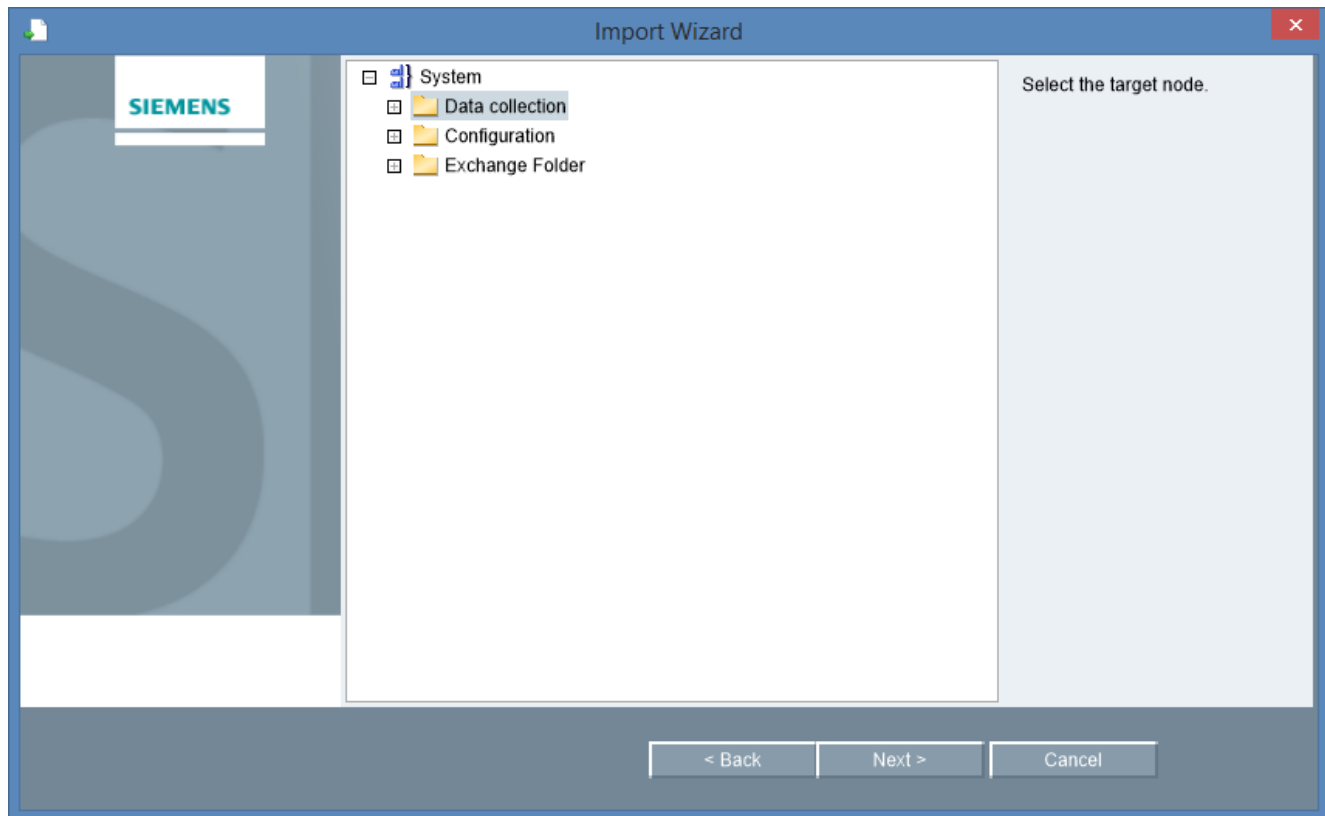 Import Wizard
SIEMENS
System
Data collection
Configuration
Exchange Folder
Select the target node.
< Back
Next >
Cancel